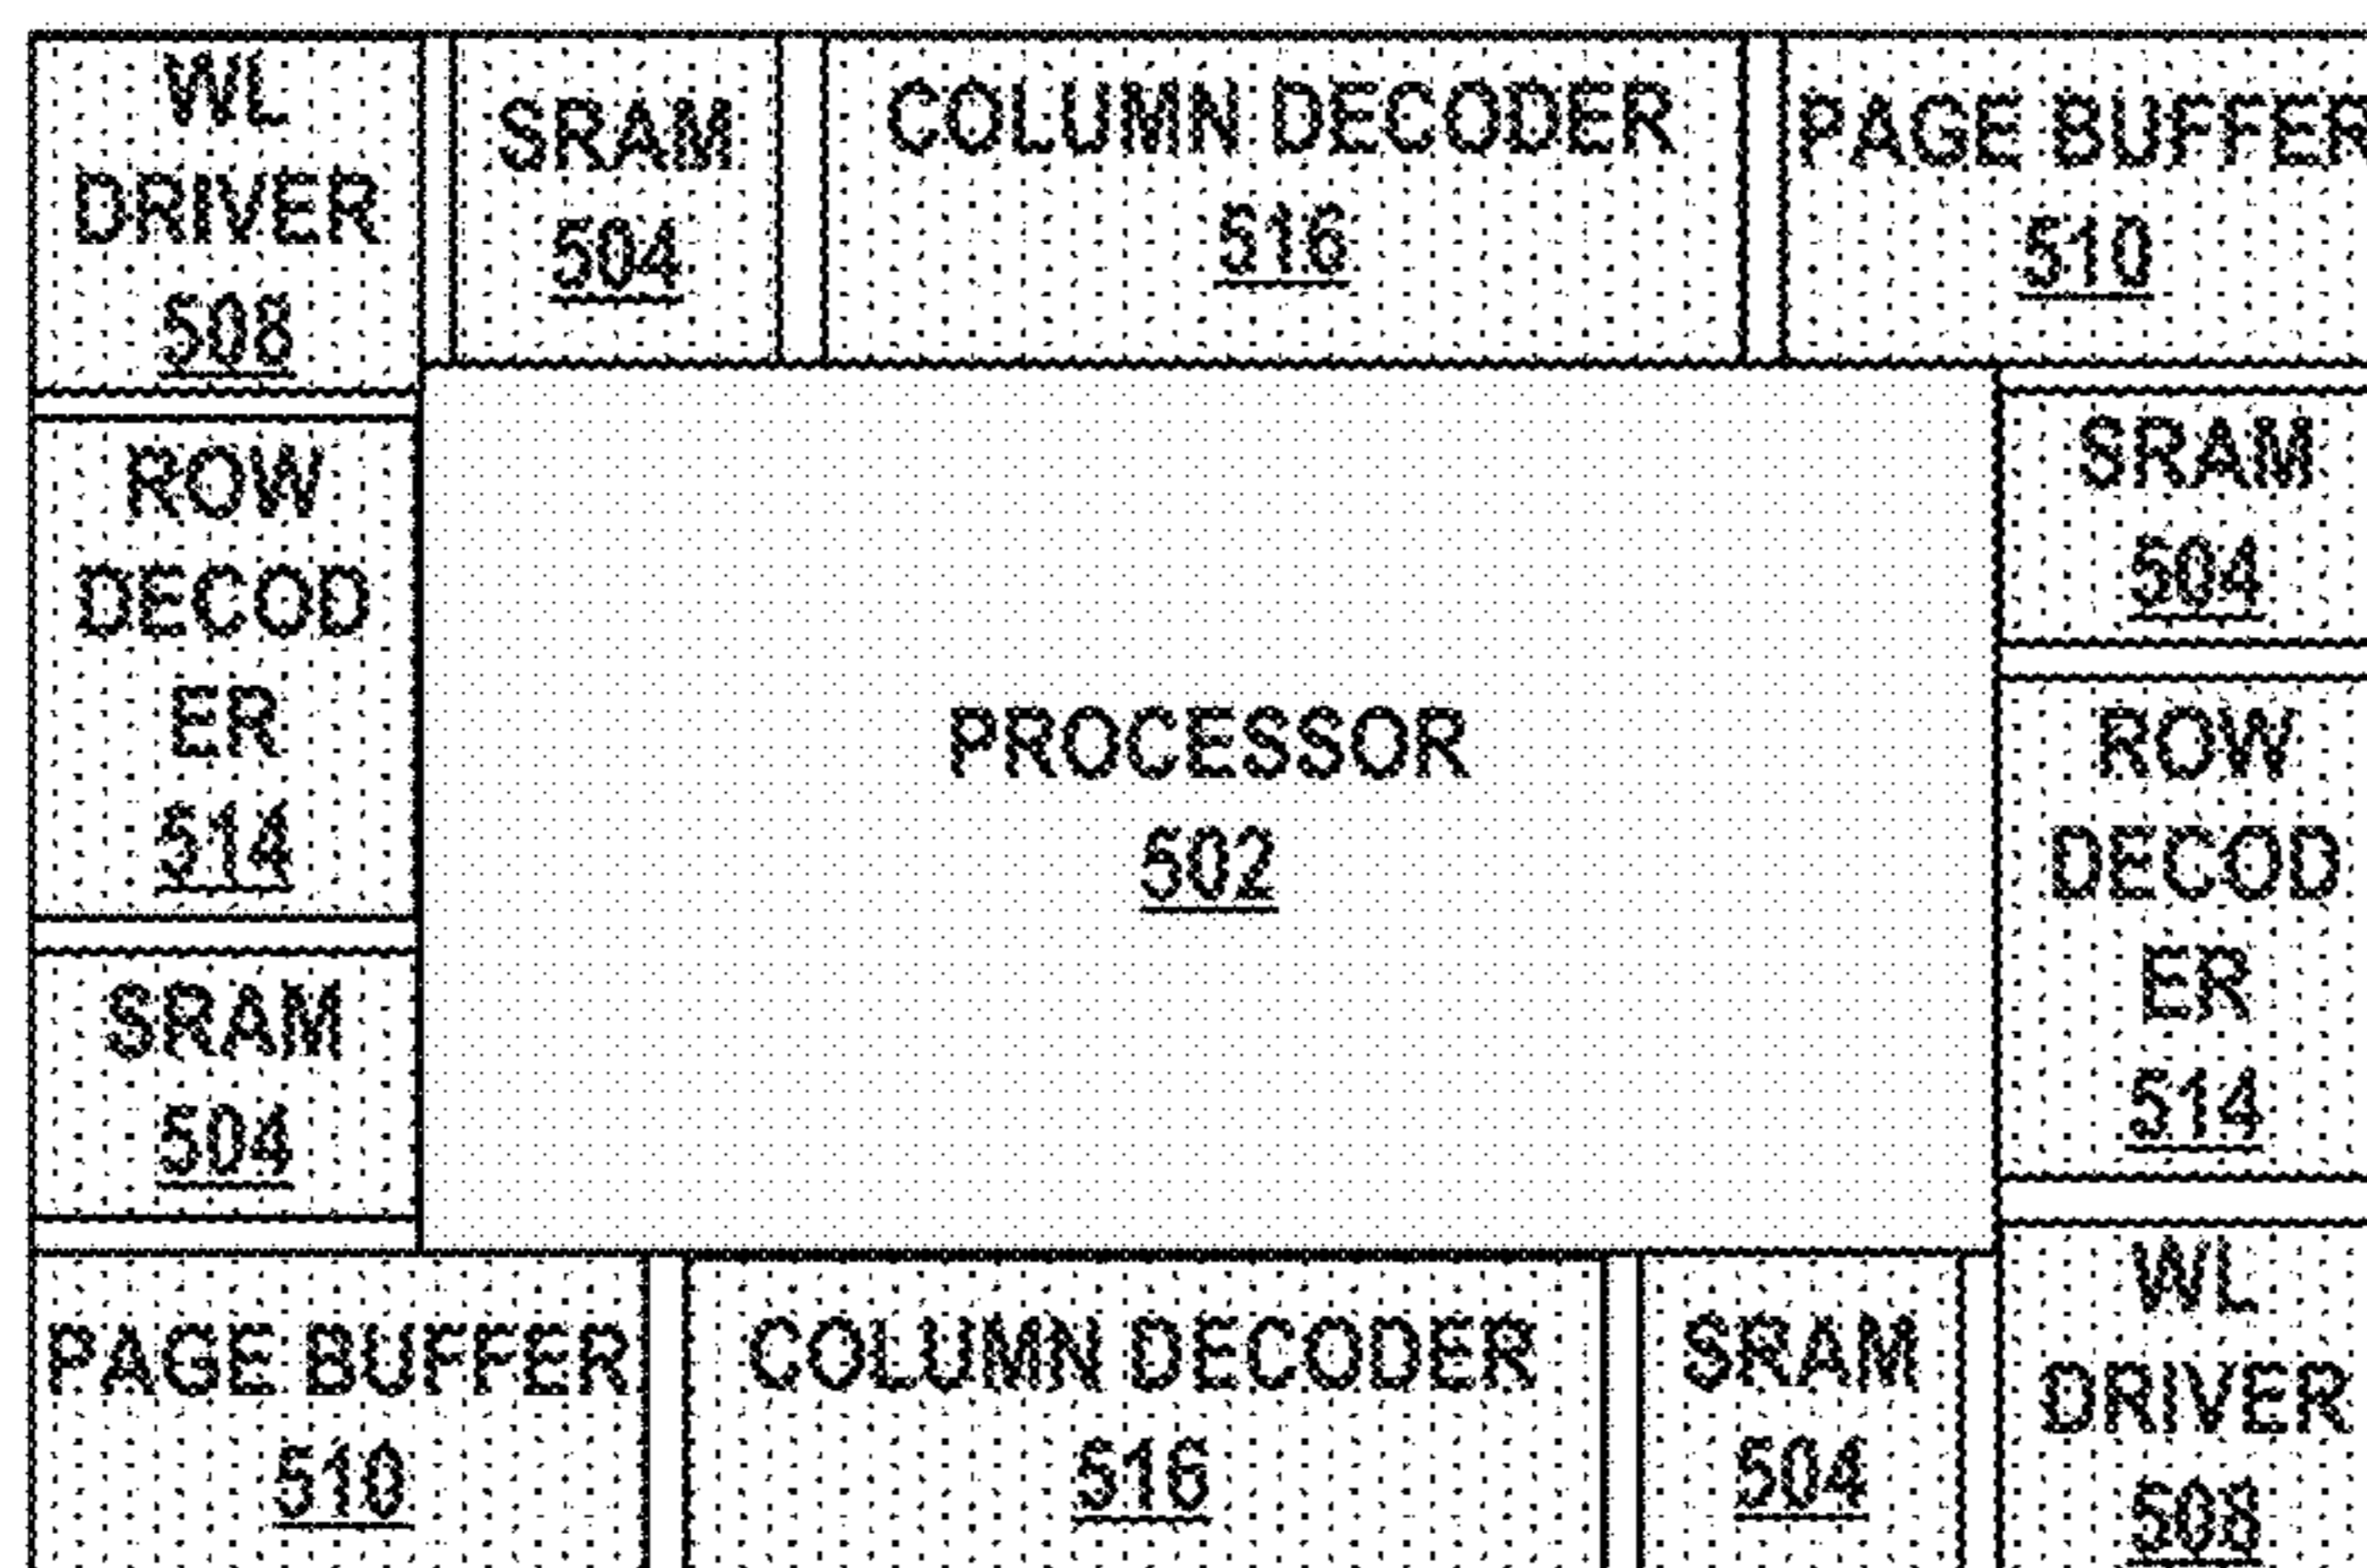 WL
DRIVER
508
SRAM
504
COLUMN DECODER
516
PAGE BUFFER
510
ROW
DECOD
ER
514
SRAM
504
PROCESSOR
502
SRAM
504
ROW
DECOD
ER
514
PAGE BUFFER
510
COLUMN DECODER
516
SRAM
504
WL
DRIVER
508